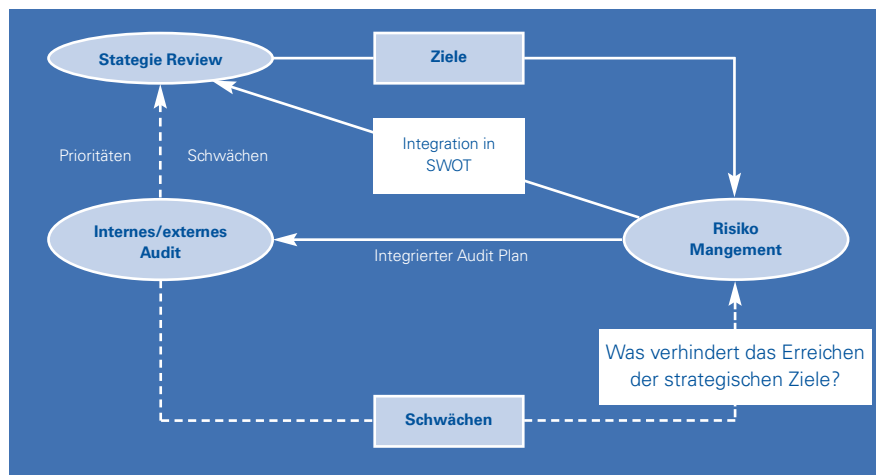 Stategie Review
Ziele
Integration in
SWOT
Prioritäten
Schwächen
Internes/externes
Audit
Integrierter Audit Plan
Risiko
Mangement
Was verhindert das Erreichen
der strategischen Ziele?
Schwächen